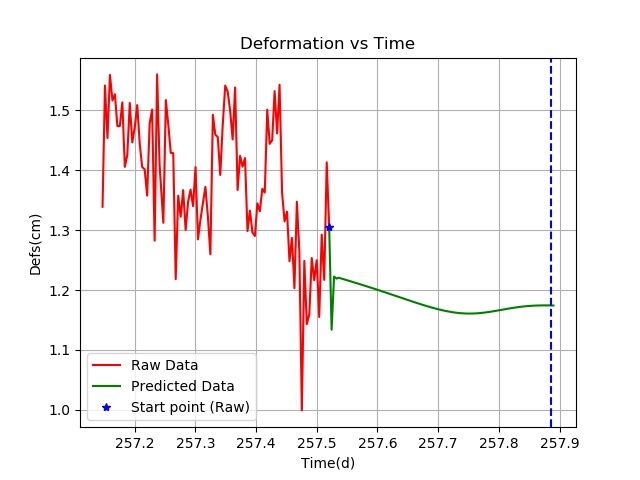 Deformation vs Time
Defs(cm)
1.5
1.4
1.3
1.2
1.1
1.0
Raw Data
Predicted Data
Start point (Raw)
257.2 257.3 257.4 257.5 257.6 257.7 257.8 257.9
Time(d)